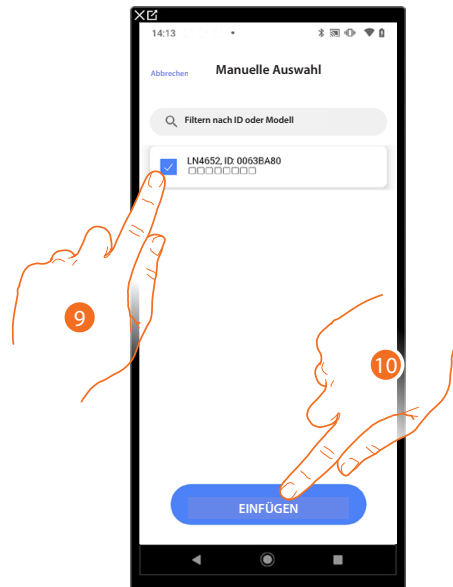 14:13
Abbrechen
Manuelle Auswahl
Filtern nach ID oder Modell
LN4652, ID: 0063BA80
□□□□□□□□
9
10
EINFÜGEN